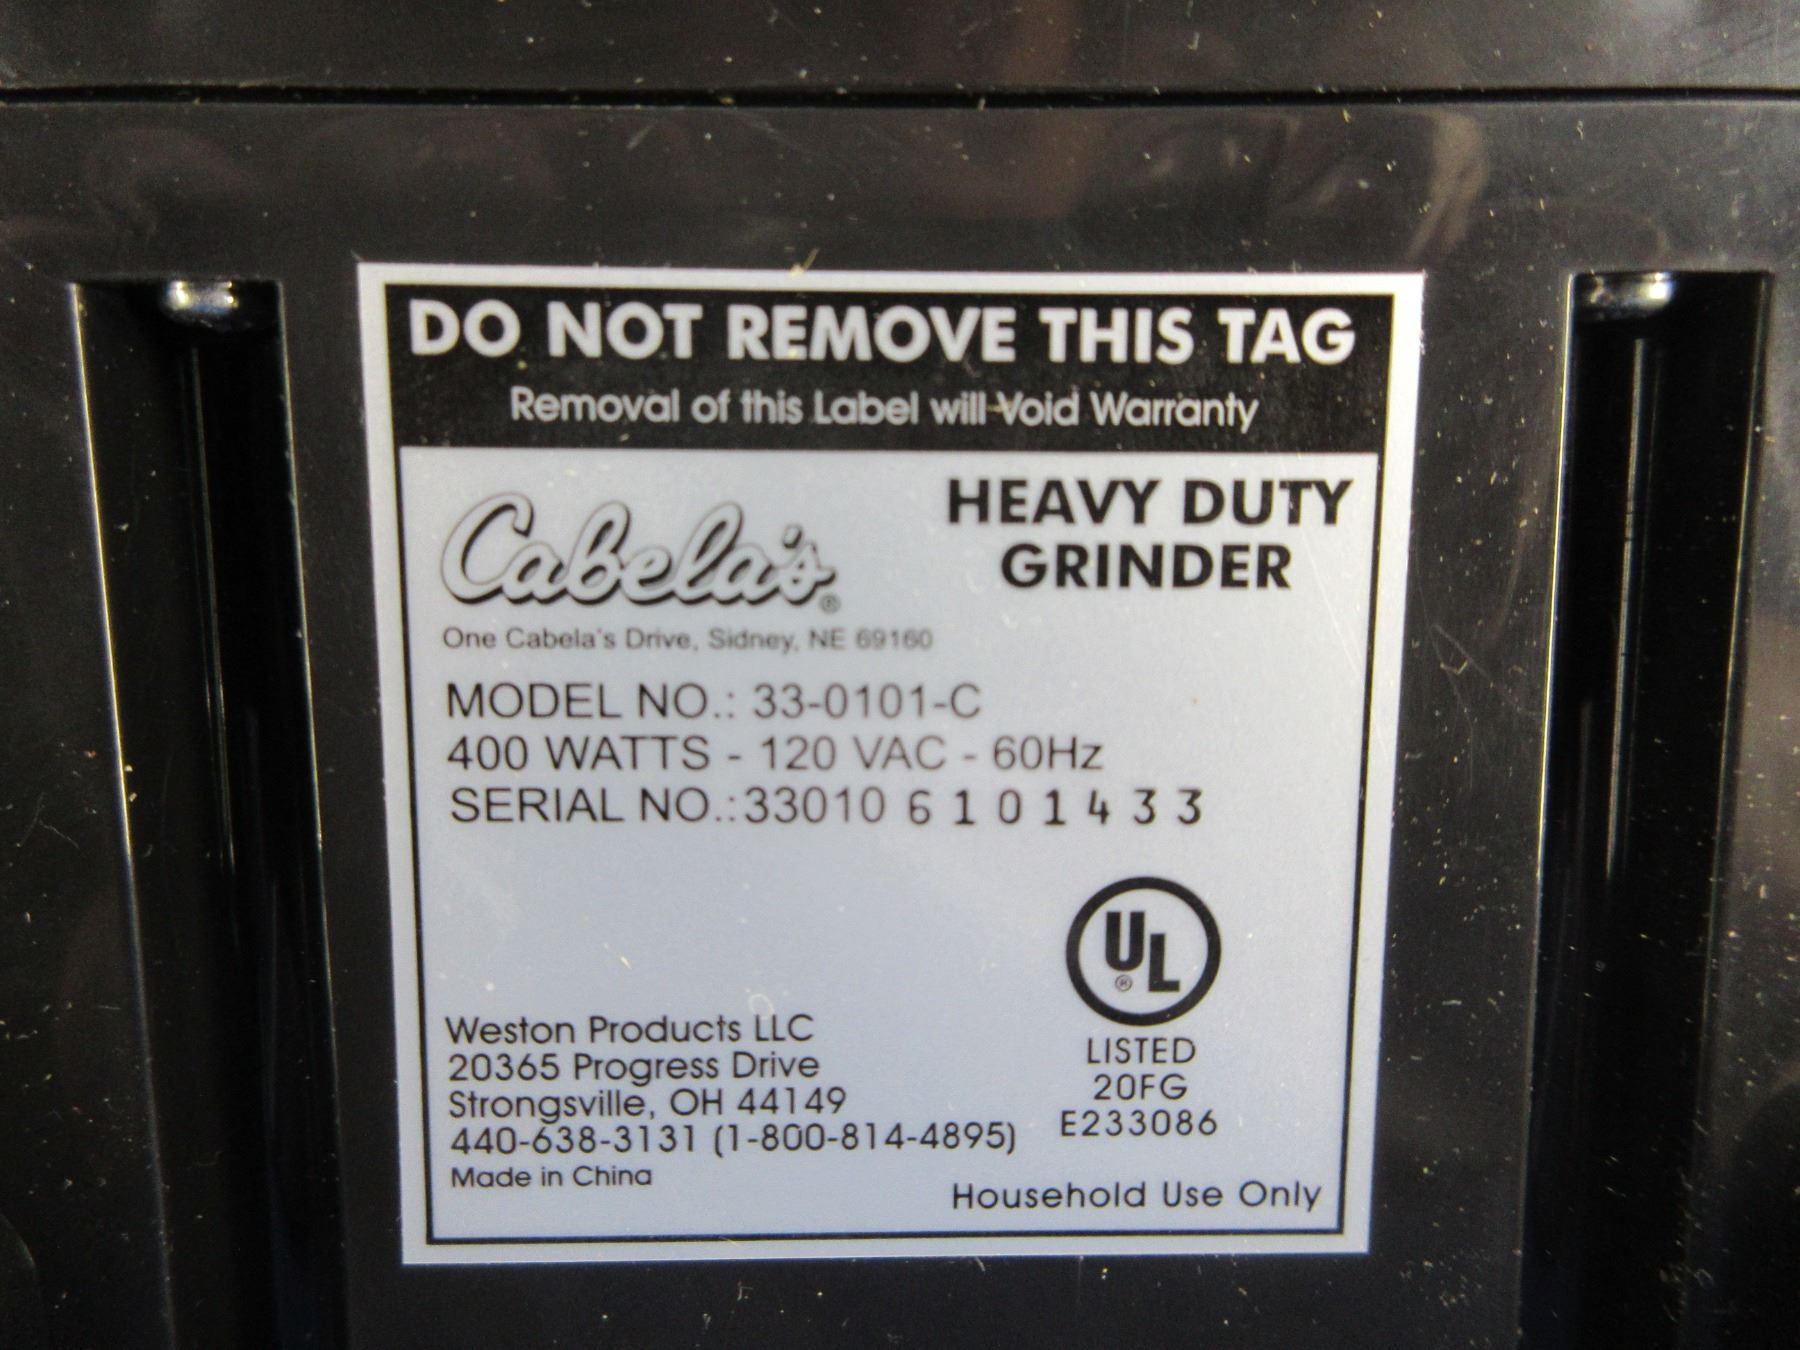 DO NOT REMOVE THIS TAG
Removal of this Label will Void Warranty
Cabela's®
HEAVY DUTY
GRINDER
One Cabela's Drive, Sidney, NE 69160
MODEL NO.: 33-0101-C
400 WATTS - 120 VAC - 60Hz
SERIAL NO.:33010 6 1 0 1 4 3 3
UL®
LISTED
20FG
E233086
Weston Products LLC
20365 Progress Drive
Strongsville, OH 44149
440-638-3131 (1-800-814-4895)
Made in China
Household Use Only